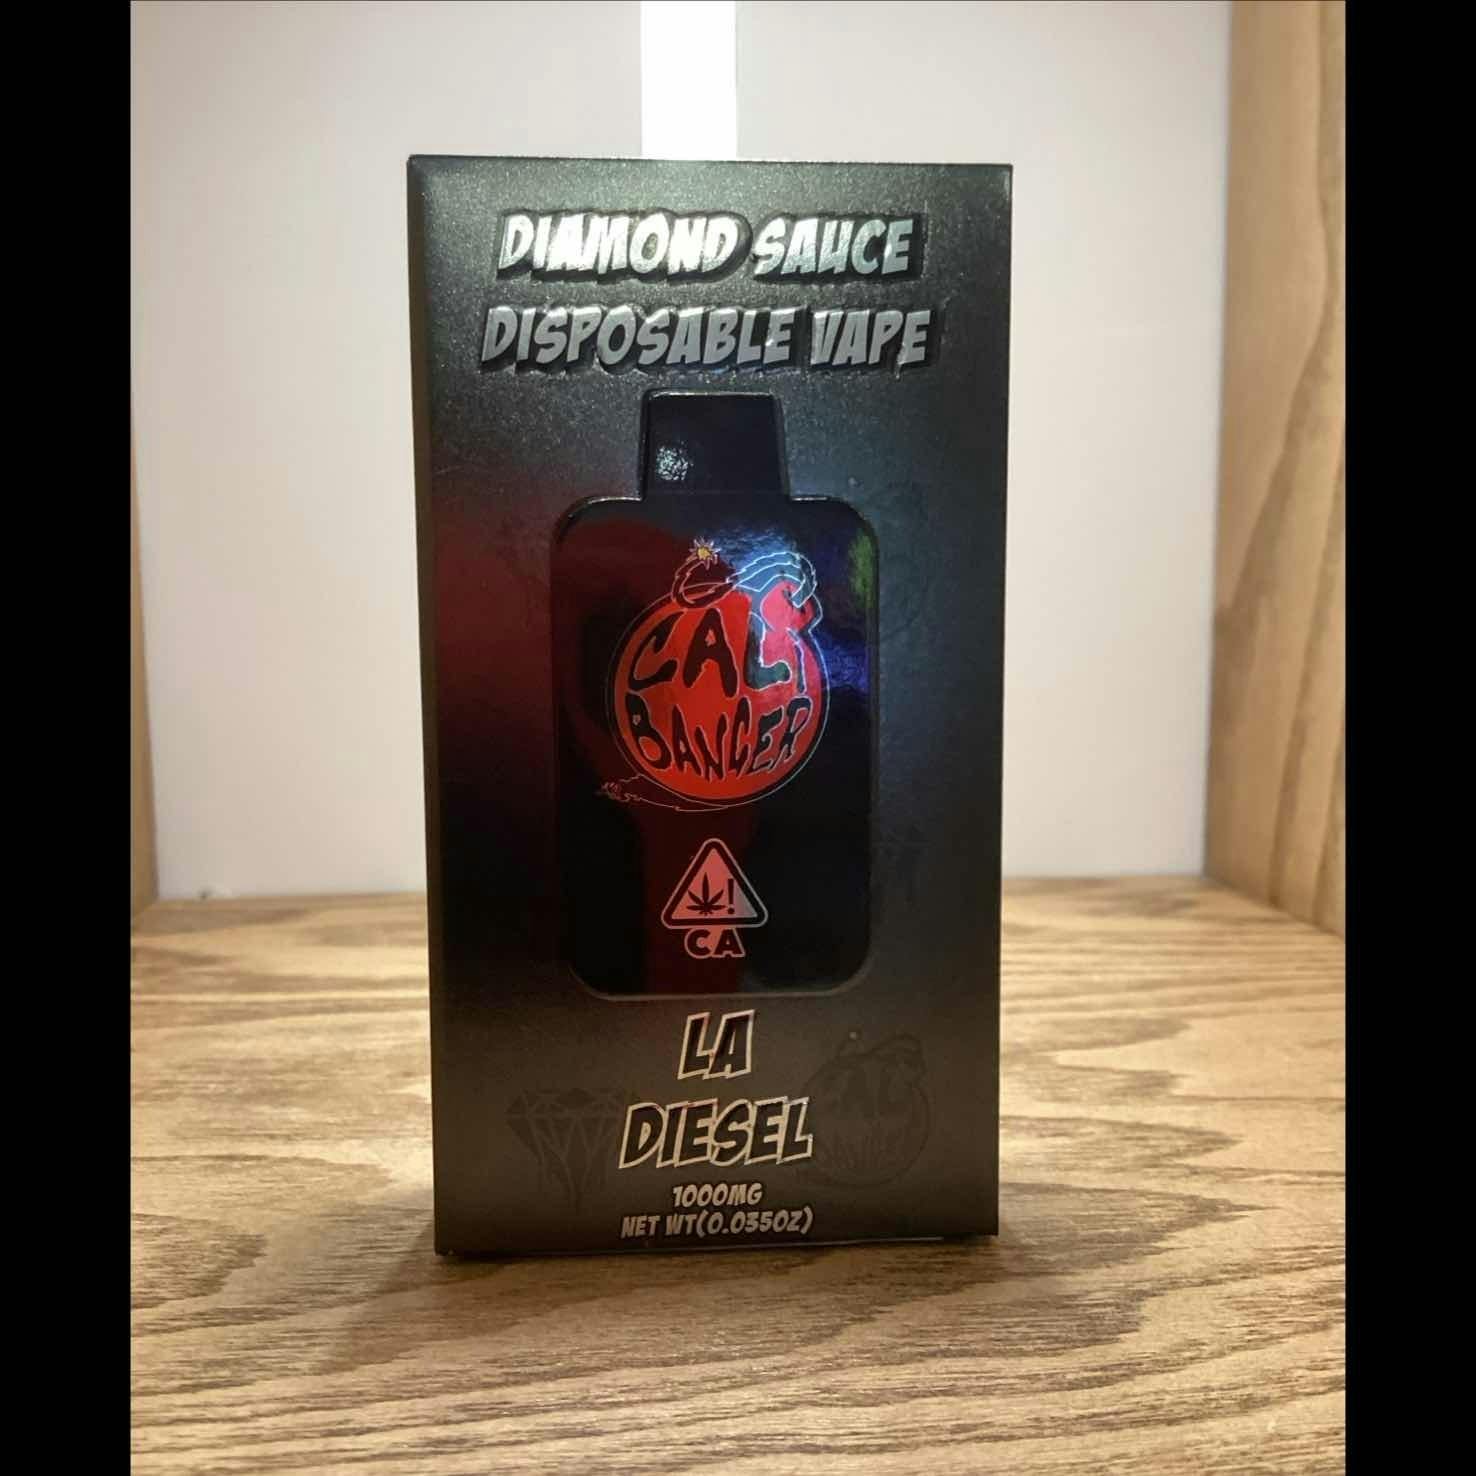 DIAMOND SAUCE
DISPOSABLE VAPE
CALI
BANGER
CA
LA
DIESEL
1000MG
NET WT(0.035OZ)